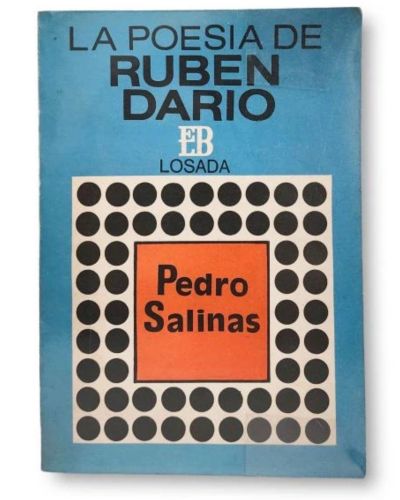 LA POESIA DE
RUBEN
DARIO
EB
LOSADA
Pedro
Salinas